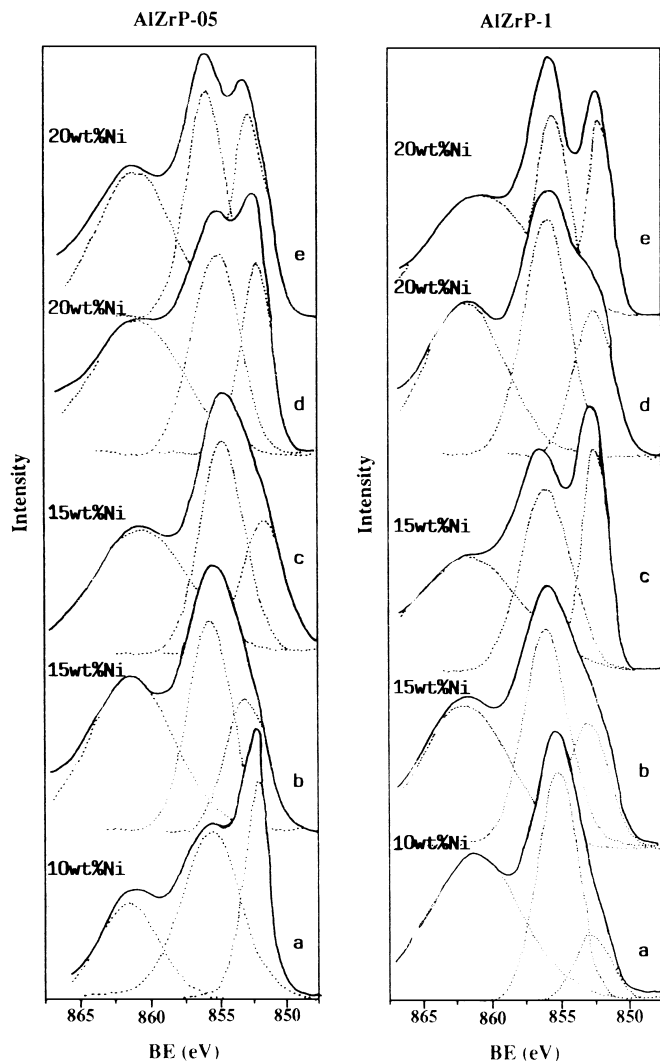 AlZrP-05
20wt%Ni
e
20wt%Ni
d
15wt%Ni
c
15wt%Ni
b
10wt%Ni
a
Intensity
865 860 855 850
BE (eV)
AlZrP-1
20wt%Ni
e
20wt%Ni
d
15wt%Ni
c
15wt%Ni
b
10wt%Ni
a
Intensity
865 860 855 850
BE (eV)